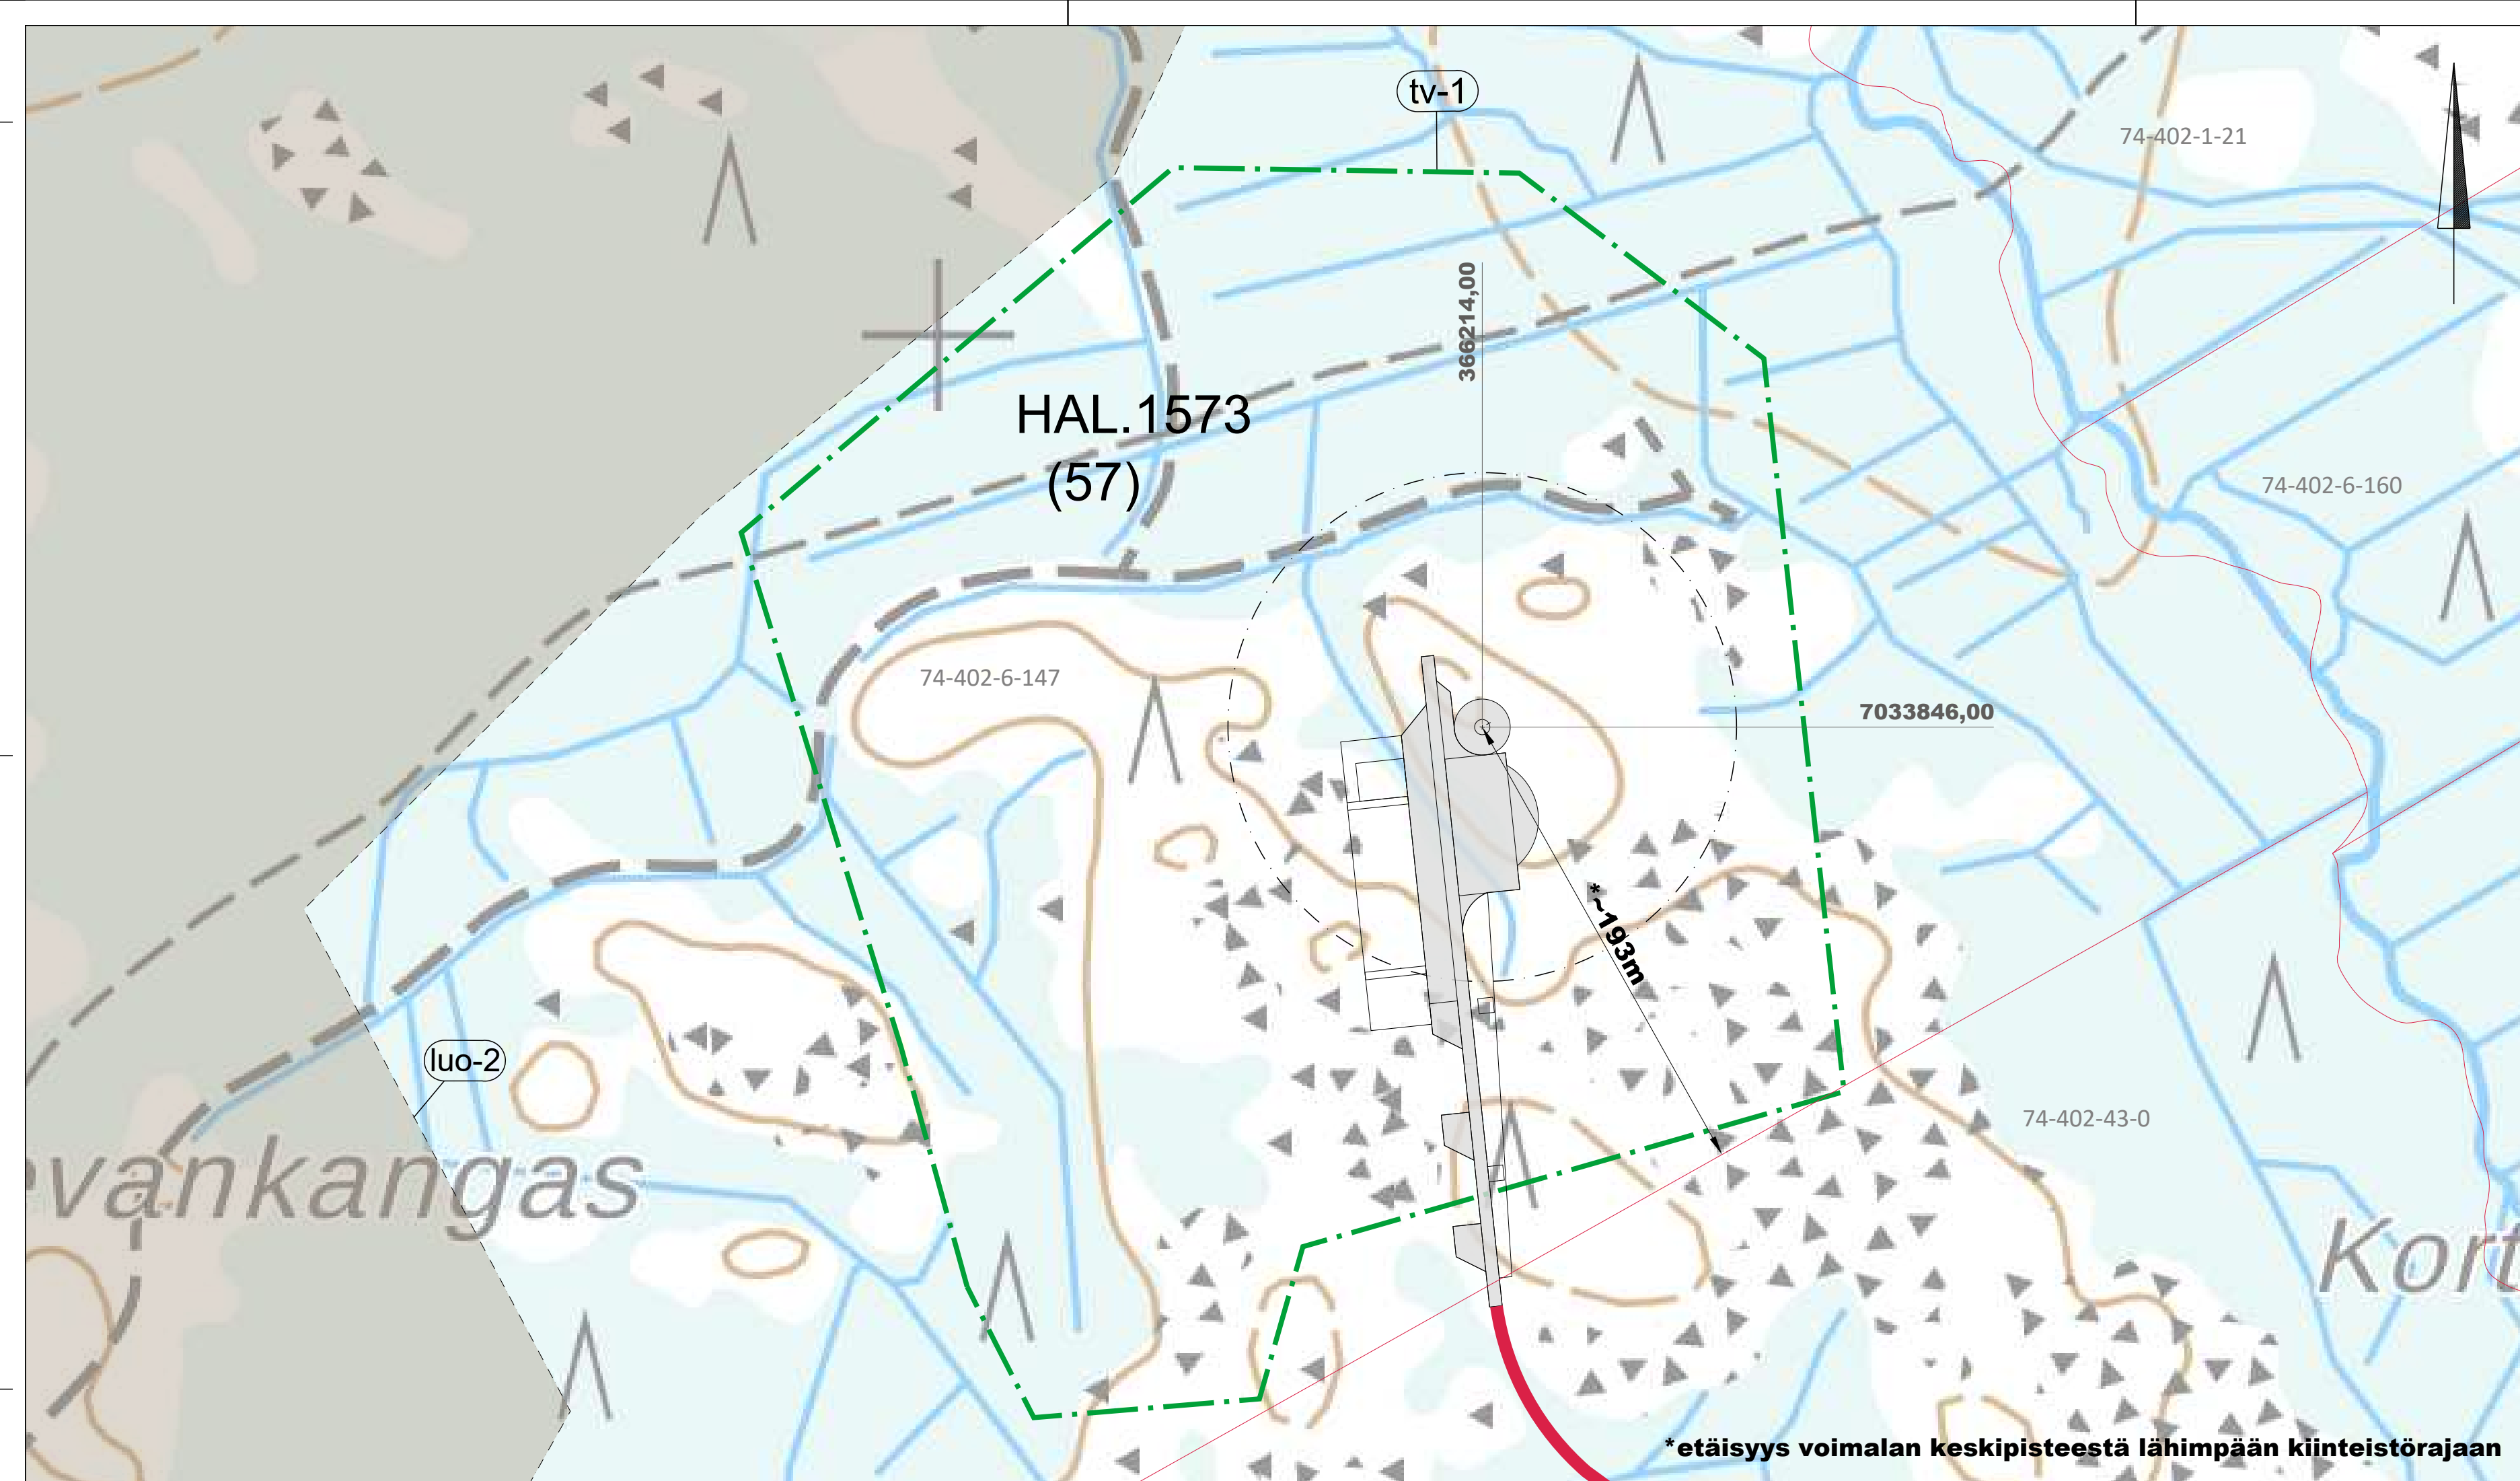 tv-1
74-402-1-21
366214,00
HAL.1573
(57)
74-402-6-160
74-402-6-147
7033846,00
*~193m
luo-2
74-402-43-0
evankangas
Kort
*etäisyys voimalan keskipisteestä lähimpään kiinteistörajaan